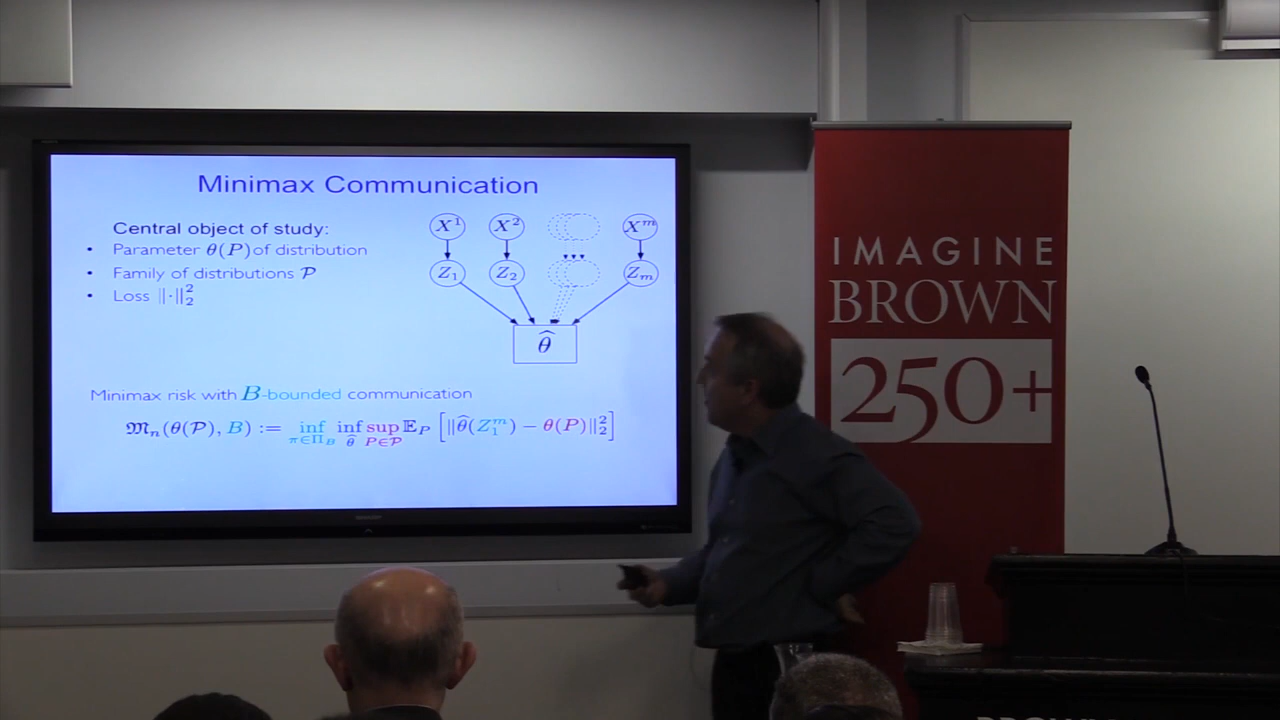 Minimax Communication
Central object of study:
• Parameter θ(P) of distribution
• Family of distributions 𝒫
• Loss ‖·‖₂²
X¹ X² Xᵐ
Z₁ Z₂ Zₘ
θ̂
Minimax risk with B-bounded communication
𝔐ₙ(θ(𝒫), B) := inf_{π∈Π_B} inf_{θ̂} sup_{P∈𝒫} 𝔼_P [‖θ̂(Z₁ᵐ) − θ(P)‖₂²]
IMAGINE
BROWN
250+